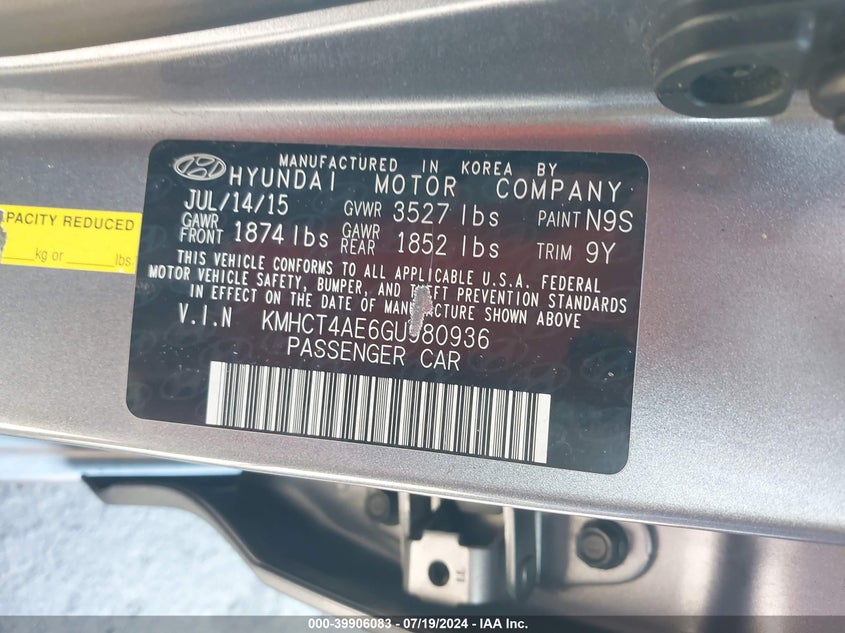 MANUFACTURED IN KOREA BY
HYUNDAI MOTOR COMPANY
JUL/14/15 GVWR 3527 lbs PAINT N9S
GAWR FRONT 1874 lbs GAWR REAR 1852 lbs TRIM 9Y
THIS VEHICLE CONFORMS TO ALL APPLICABLE U.S.A. FEDERAL
MOTOR VEHICLE SAFETY, BUMPER, AND THEFT PREVENTION STANDARDS
IN EFFECT ON THE DATE OF MANUFACTURE SHOWN ABOVE.
V.I.N KMHCT4AE6GU980936
PASSENGER CAR
REDUCED
kg or lbs
000-39906083 - 07/19/2024 - IAA Inc.